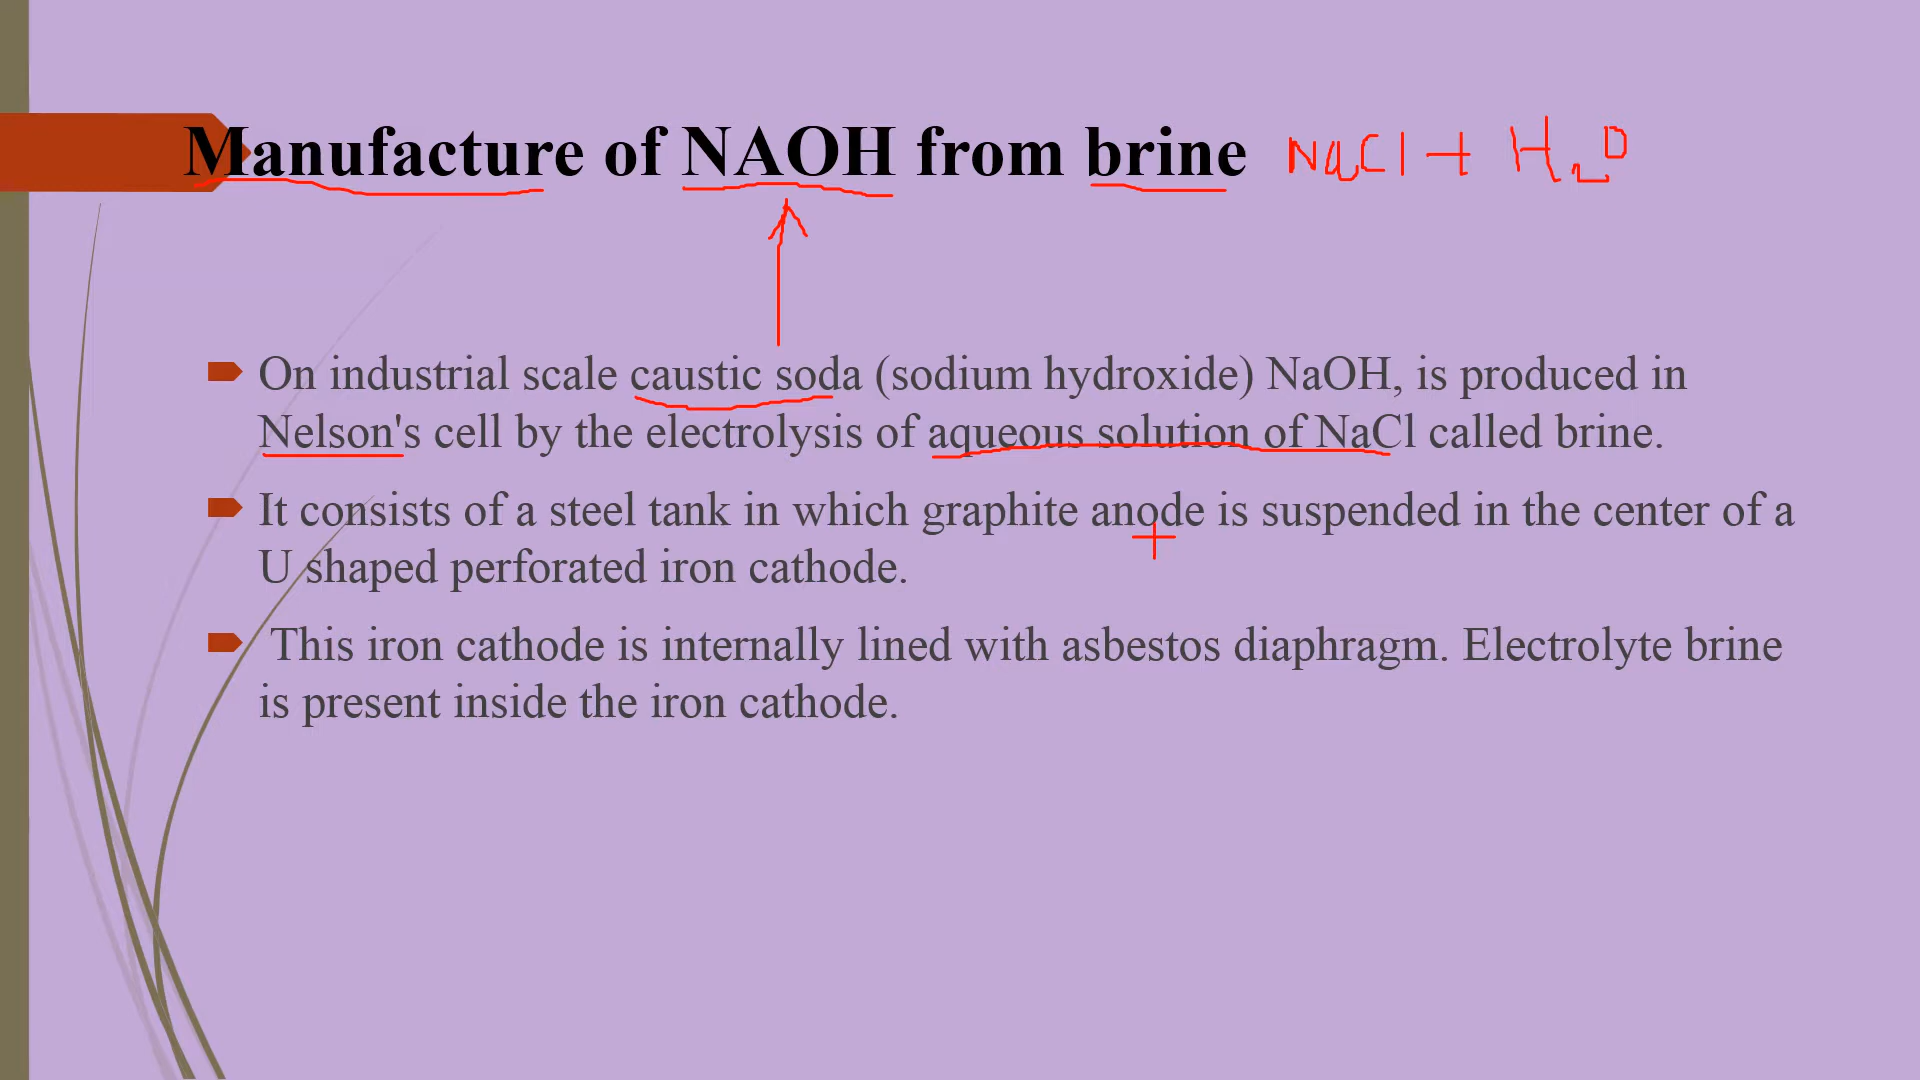 Manufacture of NAOH from brine NaCl + H₂O
On industrial scale caustic soda (sodium hydroxide) NaOH, is produced in
Nelson's cell by the electrolysis of aqueous solution of NaCl called brine.
It consists of a steel tank in which graphite anode is suspended in the center of a
+
U shaped perforated iron cathode.
This iron cathode is internally lined with asbestos diaphragm. Electrolyte brine
is present inside the iron cathode.